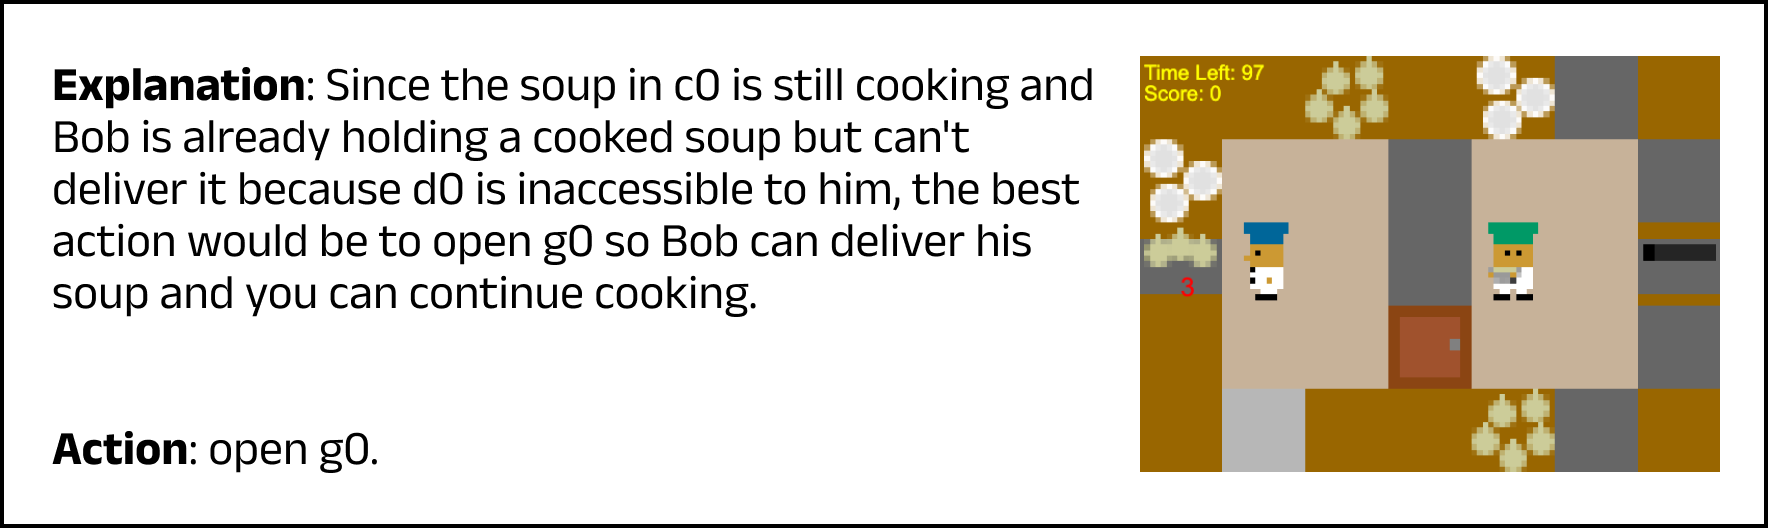 Explanation: Since the soup in c0 is still cooking and
Bob is already holding a cooked soup but can't
deliver it because d0 is inaccessible to him, the best
action would be to open g0 so Bob can deliver his
soup and you can continue cooking.
Action: open g0.
Time Left: 97
Score: 0
3